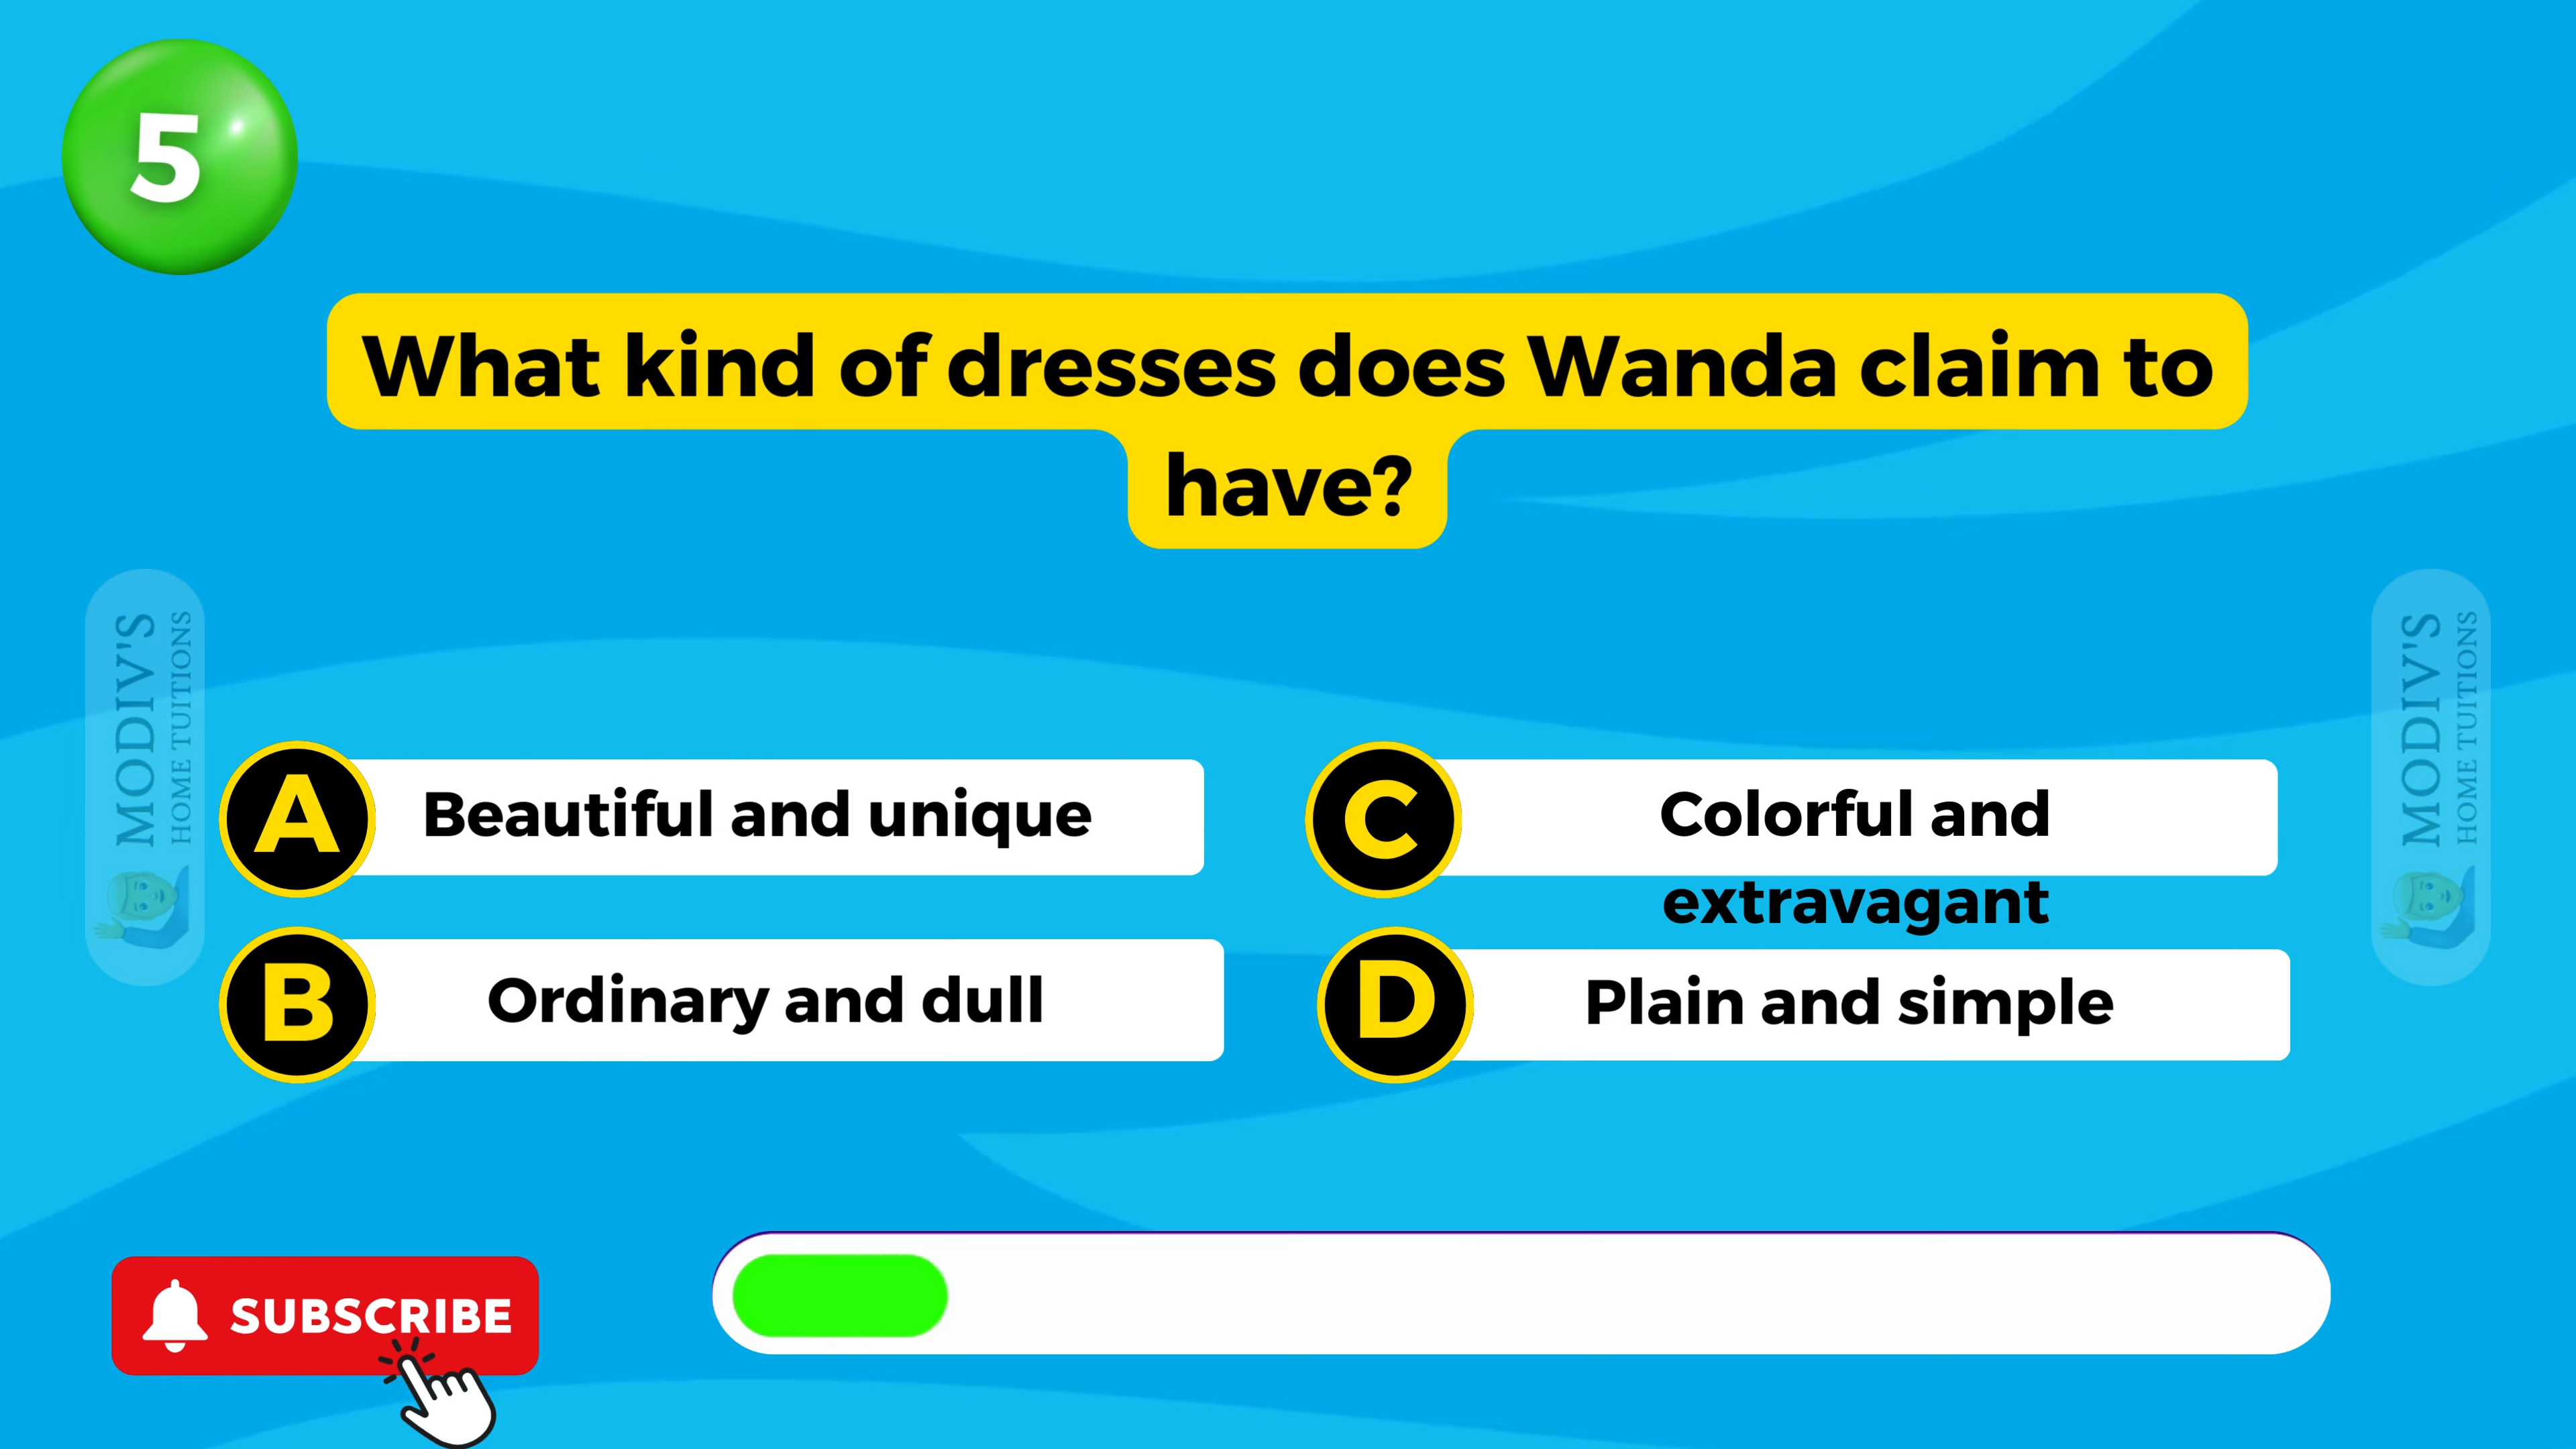 5
What kind of dresses does Wanda claim to
have?
MODIV'S
HOME TUITIONS
MODIV'S
HOME TUITIONS
A
Beautiful and unique
B
Ordinary and dull
C
Colorful and
extravagant
D
Plain and simple
SUBSCRIBE